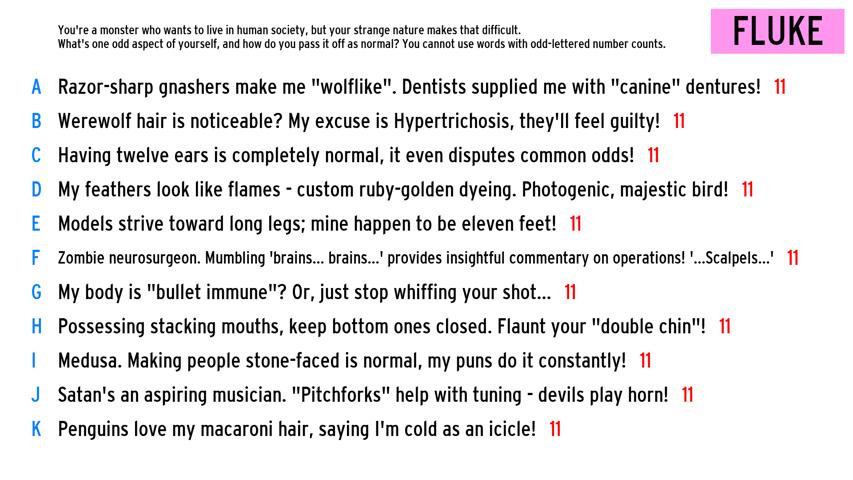 You're a monster who wants to live in human society, but your strange nature makes that difficult.
What's one odd aspect of yourself, and how do you pass it off as normal? You cannot use words with odd-lettered number counts.
FLUKE
A Razor-sharp gnashers make me "wolflike". Dentists supplied me with "canine" dentures! 11
B Werewolf hair is noticeable? My excuse is Hypertrichosis, they'll feel guilty! 11
C Having twelve ears is completely normal, it even disputes common odds! 11
D My feathers look like flames - custom ruby-golden dyeing. Photogenic, majestic bird! 11
E Models strive toward long legs; mine happen to be eleven feet! 11
F Zombie neurosurgeon. Mumbling 'brains... brains...' provides insightful commentary on operations! '...Scalpels...' 11
G My body is "bullet immune"? Or, just stop whiffing your shot... 11
H Possessing stacking mouths, keep bottom ones closed. Flaunt your "double chin"! 11
I Medusa. Making people stone-faced is normal, my puns do it constantly! 11
J Satan's an aspiring musician. "Pitchforks" help with tuning - devils play horn! 11
K Penguins love my macaroni hair, saying I'm cold as an icicle! 11